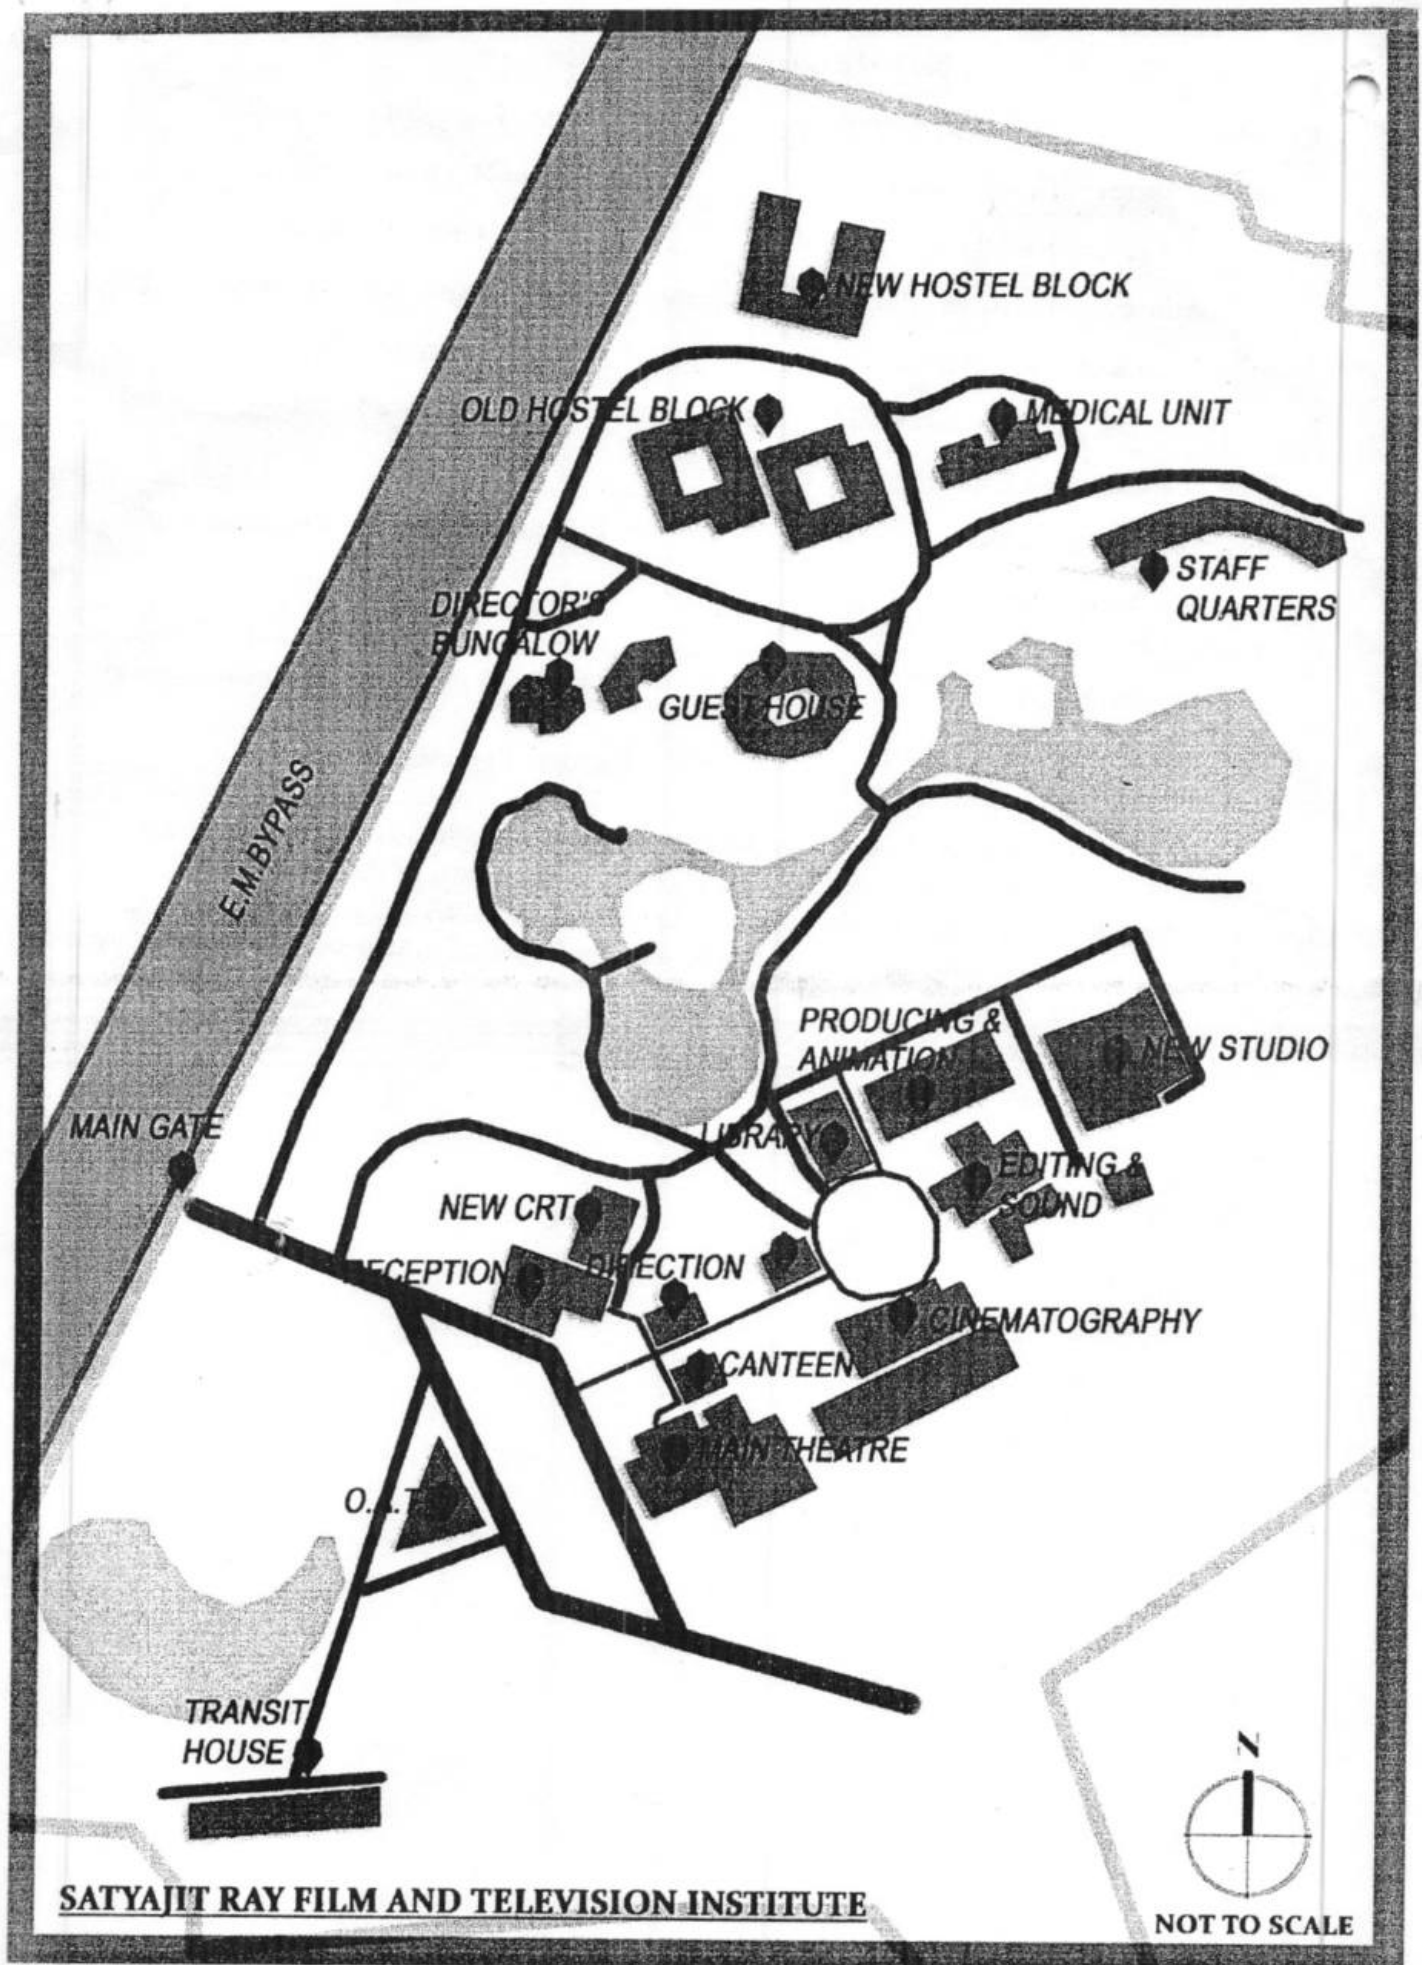 NEW HOSTEL BLOCK
OLD HOSTEL BLOCK
MEDICAL UNIT
STAFF
QUARTERS
DIRECTOR'S
BUNGALOW
GUEST HOUSE
E.M.BYPASS
PRODUCING &
ANIMATION
NEW STUDIO
MAIN GATE
LIBRARY
EDITING &
SOUND
NEW CRT
RECEPTION
DIRECTION
CINEMATOGRAPHY
CANTEEN
MAIN THEATRE
O.A.T
TRANSIT
HOUSE
N
SATYAJIT RAY FILM AND TELEVISION INSTITUTE
NOT TO SCALE